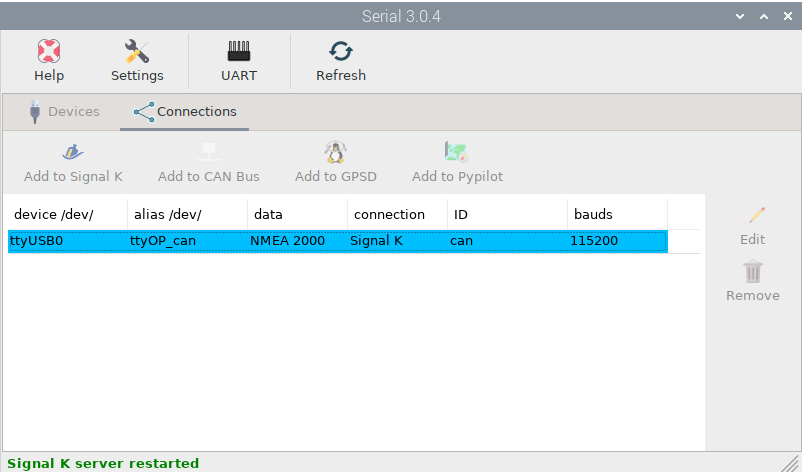 Serial 3.0.4
Help Settings UART Refresh
Devices Connections
Add to Signal K Add to CAN Bus Add to GPSD Add to Pypilot
device /dev/ alias /dev/ data connection ID bauds
ttyUSB0 ttyOP_can NMEA 2000 Signal K can 115200
Edit
Remove
Signal K server restarted